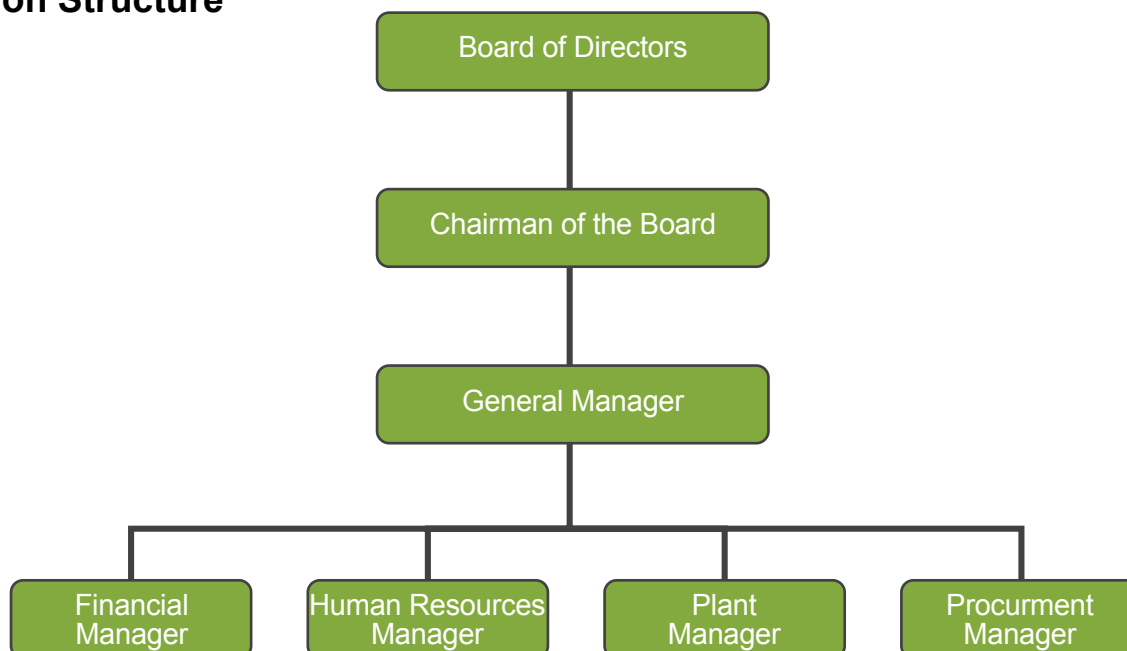 on Structure
Board of Directors
Chairman of the Board
General Manager
Financial
Manager
Human Resources
Manager
Plant
Manager
Procurment
Manager